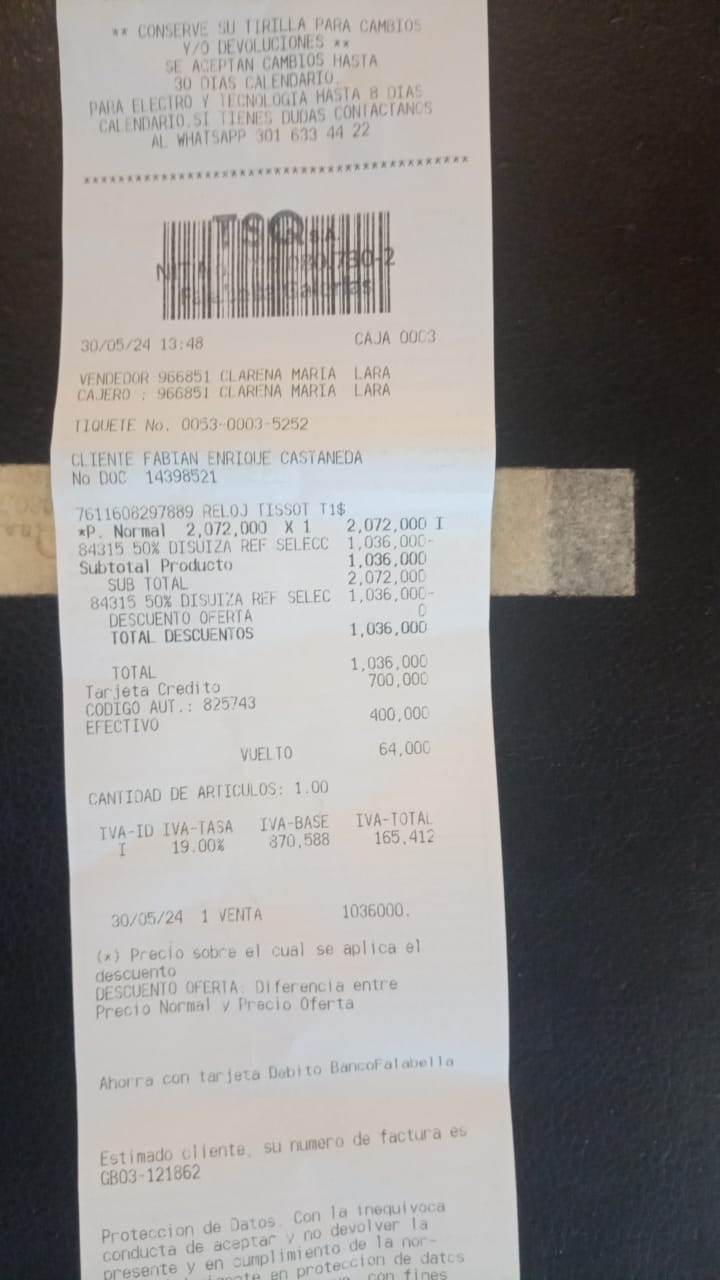 ** CONSERVE SU TIRILLA PARA CAMBIOS
Y/O DEVOLUCIONES **
SE ACEPTAN CAMBIOS HASTA
30 DIAS CALENDARIO.
PARA ELECTRO Y TECNOLOGIA HASTA 8 DIAS
CALENDARIO.SI TIENES DUDAS CONTACTANOS
AL WHATSAPP 301 633 44 22
*********************************************
TSQ S.A.
30/05/24 13:48 CAJA 0003
VENDEDOR 966851 CLARENA MARIA LARA
CAJERO : 966851 CLARENA MARIA LARA
TIQUETE No. 0053-0003-5252
CLIENTE FABIAN ENRIQUE CASTANEDA
No DOC 14398521
7611608297889 RELOJ TISSOT T1$
*P. Normal 2,072,000 X 1 2,072,000 I
84315 50% DISUIZA REF SELECC 1,036,000-
Subtotal Producto 1,036,000
SUB TOTAL 2,072,000
84315 50% DISUIZA REF SELEC 1,036,000-
DESCUENTO OFERTA 0
TOTAL DESCUENTOS 1,036,000
TOTAL 1,036,000
Tarjeta Credito 700,000
CODIGO AUT.: 825743
EFECTIVO 400,000
VUELTO 64,000
CANTIDAD DE ARTICULOS: 1.00
IVA-ID IVA-TASA IVA-BASE IVA-TOTAL
I 19.00% 870,588 165,412
30/05/24 1 VENTA 1036000.
(*) Precio sobre el cual se aplica el
descuento
DESCUENTO OFERTA: Diferencia entre
Precio Normal y Precio Oferta
Ahorra con tarjeta Debito BancoFalabella
Estimado cliente, su numero de factura es
GB03-121862
Proteccion de Datos. Con la inequivoca
conducta de aceptar y no devolver la
presente y en cumplimiento de la nor-
en proteccion de datos
con fines